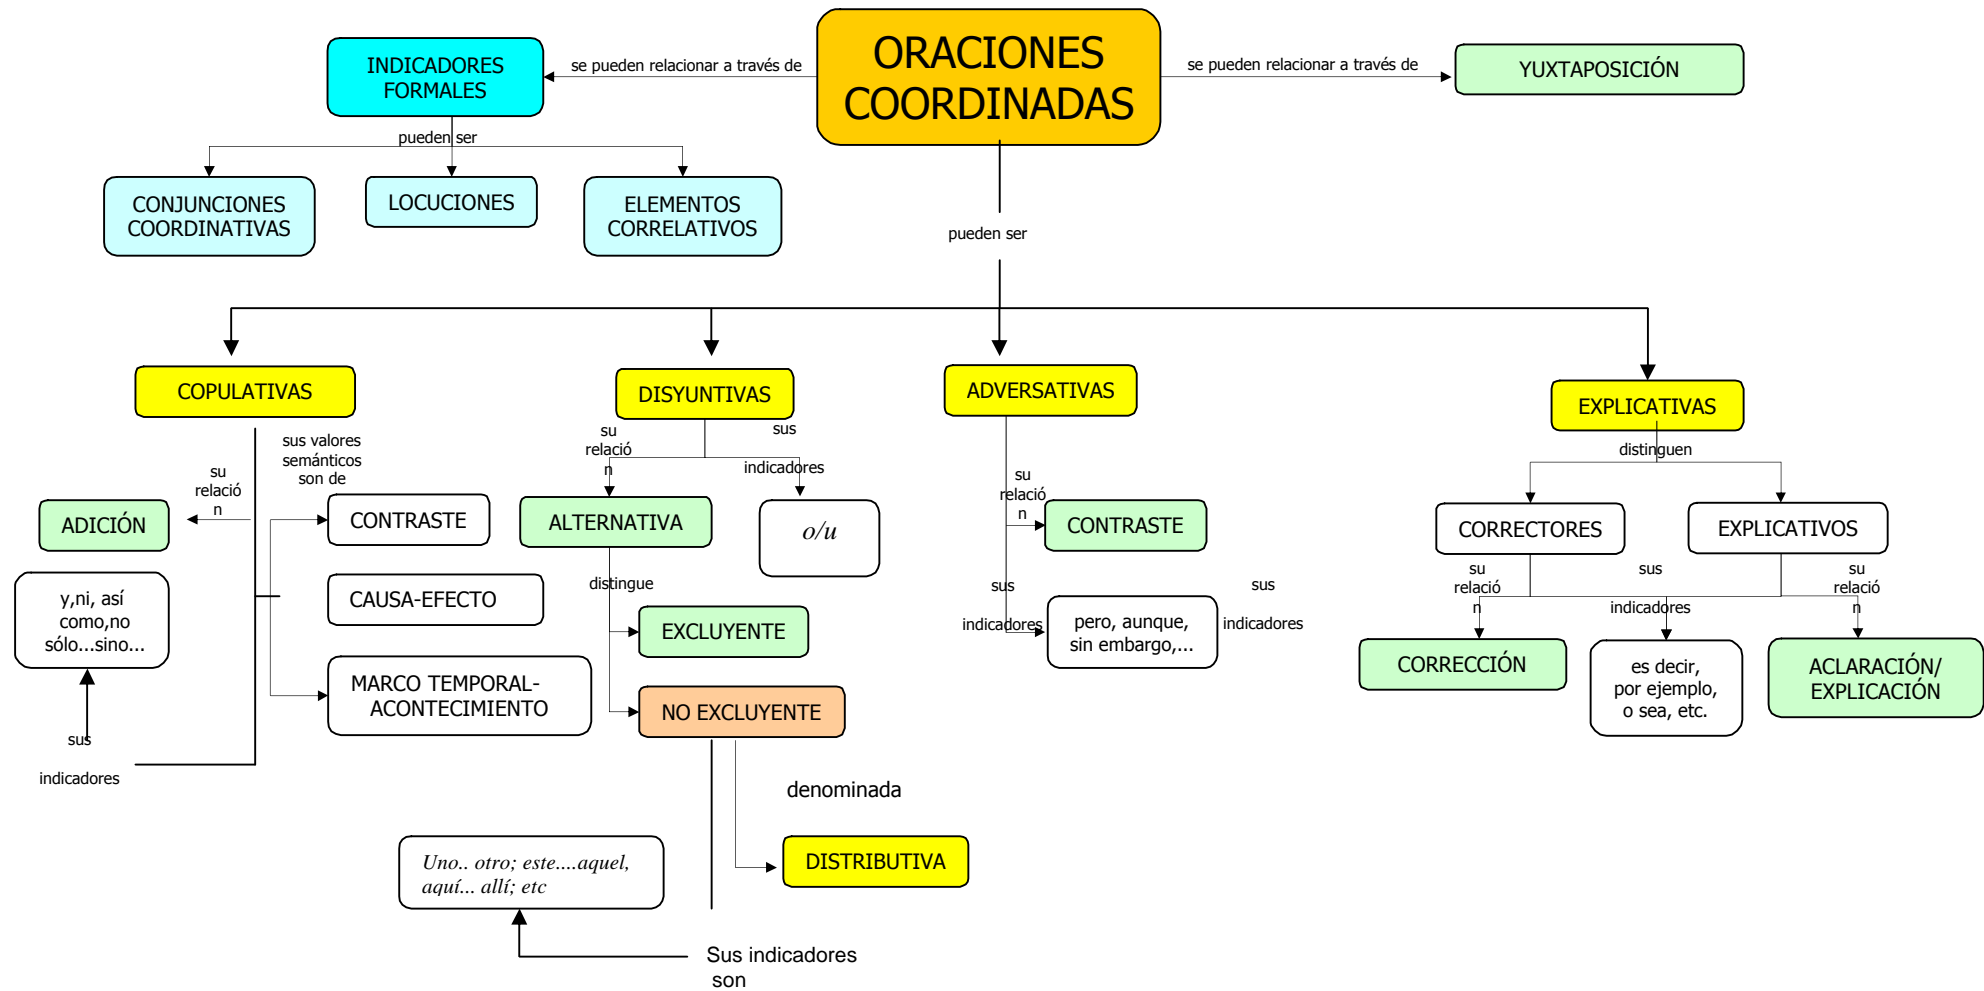 ORACIONES
COORDINADAS
se pueden relacionar a través de
INDICADORES
FORMALES
se pueden relacionar a través de
YUXTAPOSICIÓN
pueden ser
CONJUNCIONES
COORDINATIVAS
LOCUCIONES
ELEMENTOS
CORRELATIVOS
pueden ser
COPULATIVAS
su
relació
n
ADICIÓN
sus valores
semánticos
son de
CONTRASTE
CAUSA-EFECTO
MARCO TEMPORAL-
ACONTECIMIENTO
y,ni, así
como,no
sólo...sino...
sus
indicadores
DISYUNTIVAS
su
relació
n
sus
indicadores
ALTERNATIVA
o/u
distingue
EXCLUYENTE
NO EXCLUYENTE
denominada
DISTRIBUTIVA
Uno.. otro; este....aquel,
aquí... allí; etc
Sus indicadores
son
ADVERSATIVAS
su
relació
n
CONTRASTE
sus
indicadores
pero, aunque,
sin embargo,...
sus
indicadores
EXPLICATIVAS
distinguen
CORRECTORES
EXPLICATIVOS
su
relació
n
sus
indicadores
su
relació
n
CORRECCIÓN
es decir,
por ejemplo,
o sea, etc.
ACLARACIÓN/
EXPLICACIÓN